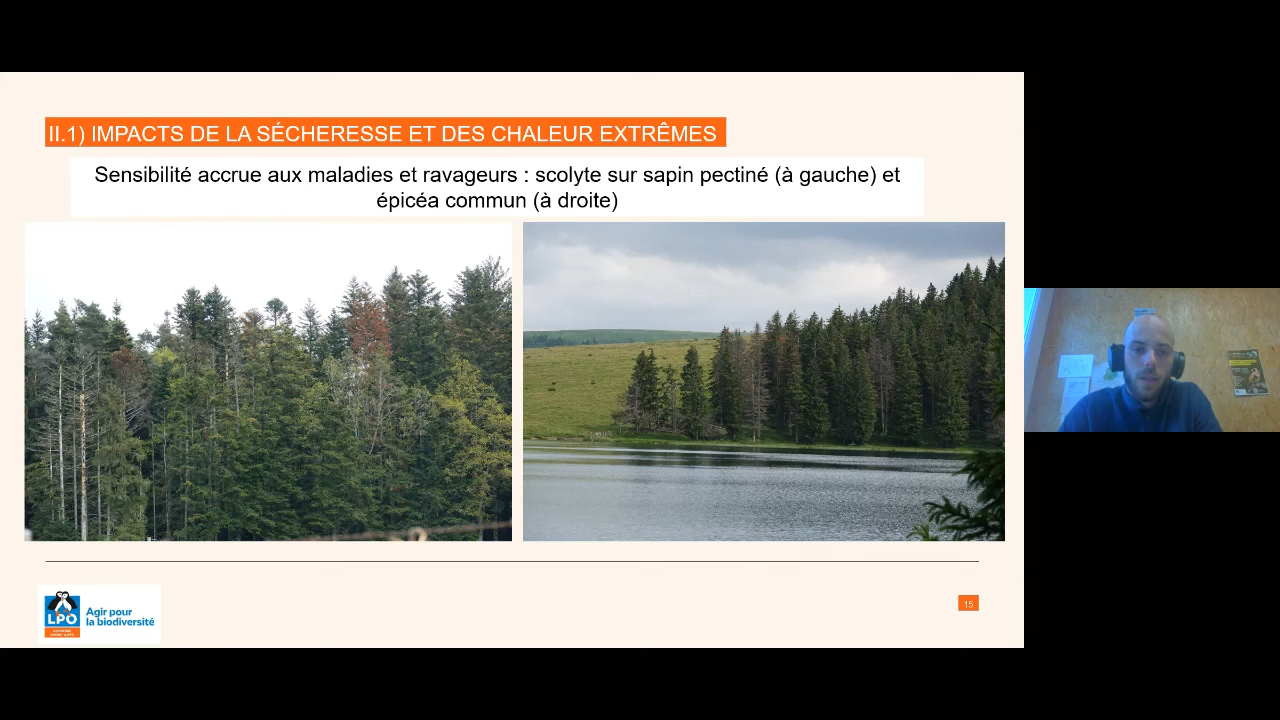 II.1) IMPACTS DE LA SÉCHERESSE ET DES CHALEUR EXTRÊMES
Sensibilité accrue aux maladies et ravageurs : scolyte sur sapin pectiné (à gauche) et
épicéa commun (à droite)
LPO
Agir pour
la biodiversité
15